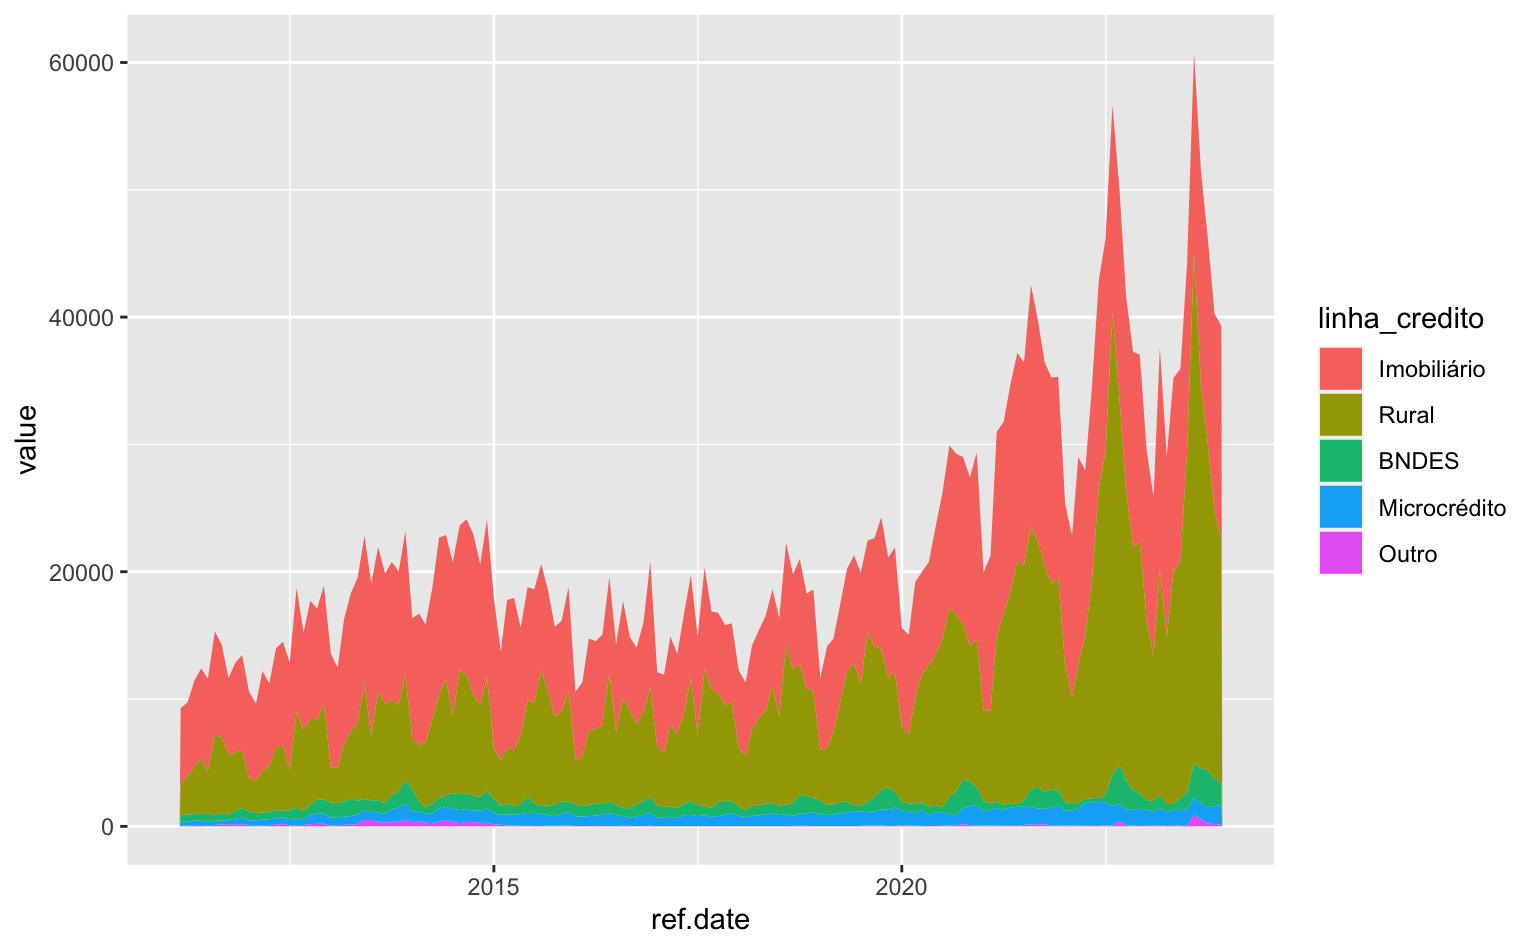 60000
40000
20000
0
value
2015
2020
ref.date
linha_credito
Imobiliário
Rural
BNDES
Microcrédito
Outro